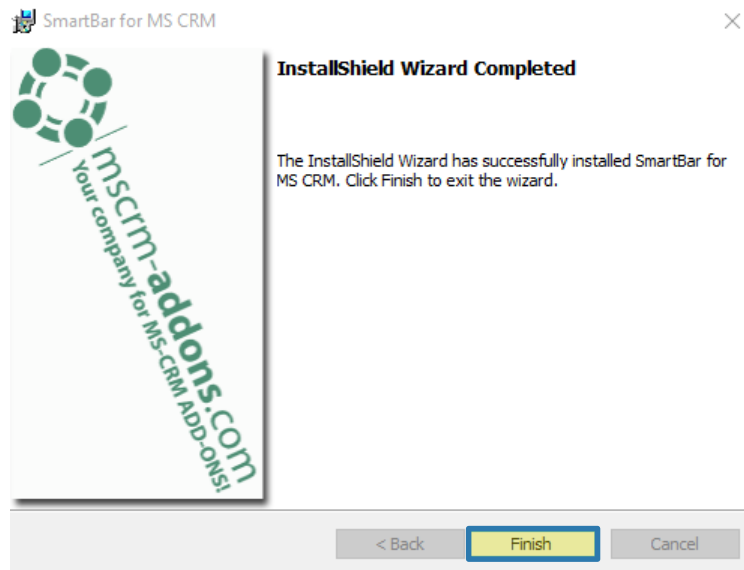 SmartBar for MS CRM
InstallShield Wizard Completed
The InstallShield Wizard has successfully installed SmartBar for
MS CRM. Click Finish to exit the wizard.
mscrm-addons.com
Your company for MS-CRM ADD-ONS!
< Back
Finish
Cancel